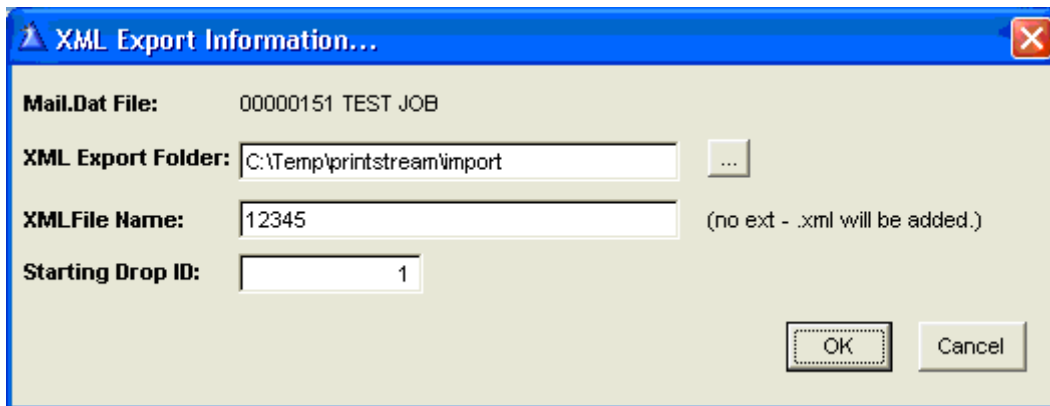 XML Export Information...
Mail.Dat File: 00000151 TEST JOB
XML Export Folder: C:\Temp\printstream\import ...
XMLFile Name: 12345 (no ext - .xml will be added.)
Starting Drop ID: 1
OK Cancel